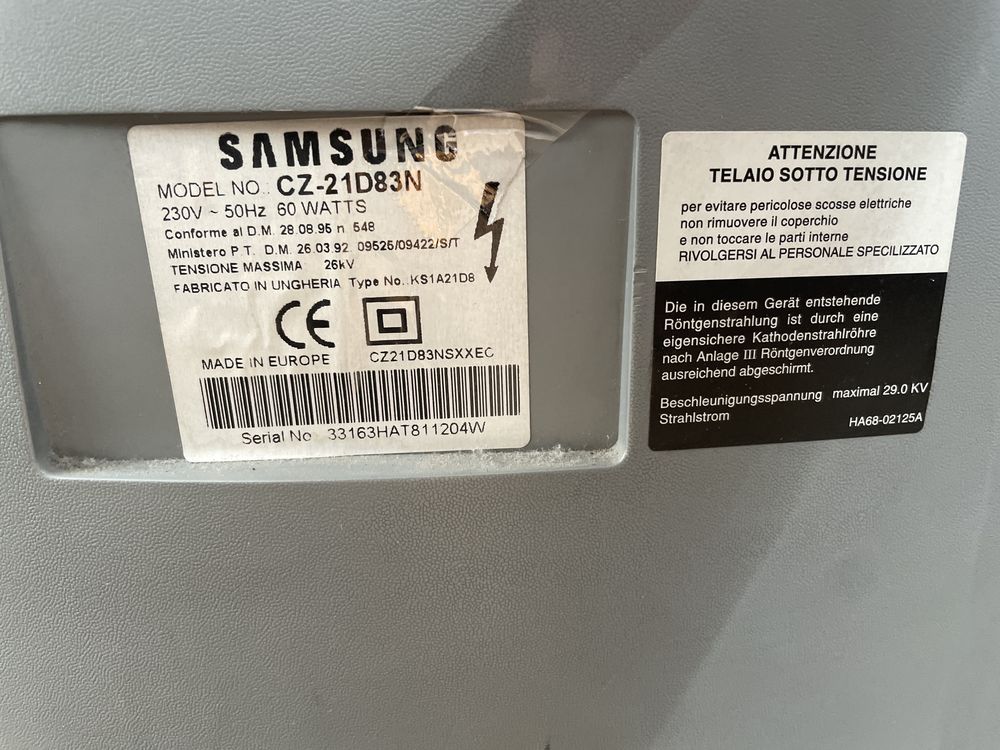 SAMSUNG
MODEL NO.: CZ-21D83N
230V ~ 50Hz 60 WATTS
Conforme al D.M. 28.08.95 n. 548
Ministero P.T. D.M. 26.03.92 09525/09422/S/T
TENSIONE MASSIMA 26kV
FABRICATO IN UNGHERIA Type No.:KS1A21D8
CE
MADE IN EUROPE CZ21D83NSXXEC
Serial No 33163HAT811204W
ATTENZIONE
TELAIO SOTTO TENSIONE
per evitare pericolose scosse elettriche
non rimuovere il coperchio
e non toccare le parti interne
RIVOLGERSI AL PERSONALE SPECILIZZATO
Die in diesem Gerät entstehende
Röntgenstrahlung ist durch eine
eigensichere Kathodenstrahlröhre
nach Anlage III Röntgenverordnung
ausreichend abgeschirmt.
Beschleunigungsspannung maximal 29.0 KV
Strahlstrom
HA68-02125A